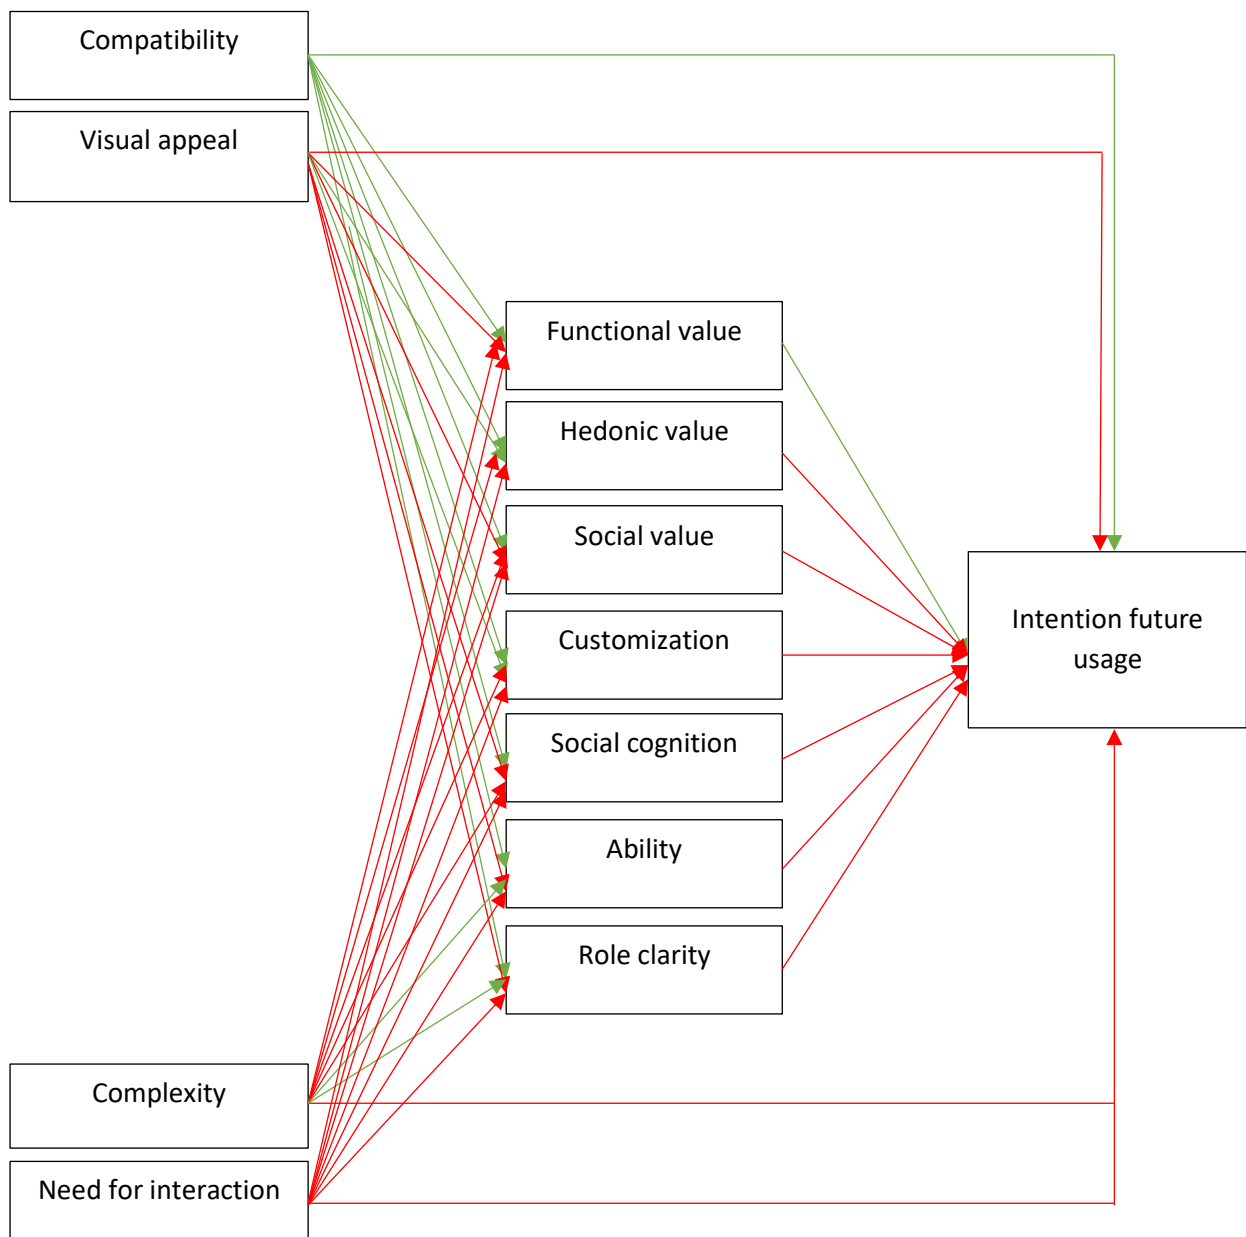 Compatibility
Visual appeal
Functional value
Hedonic value
Social value
Customization
Social cognition
Ability
Role clarity
Intention future
usage
Complexity
Need for interaction